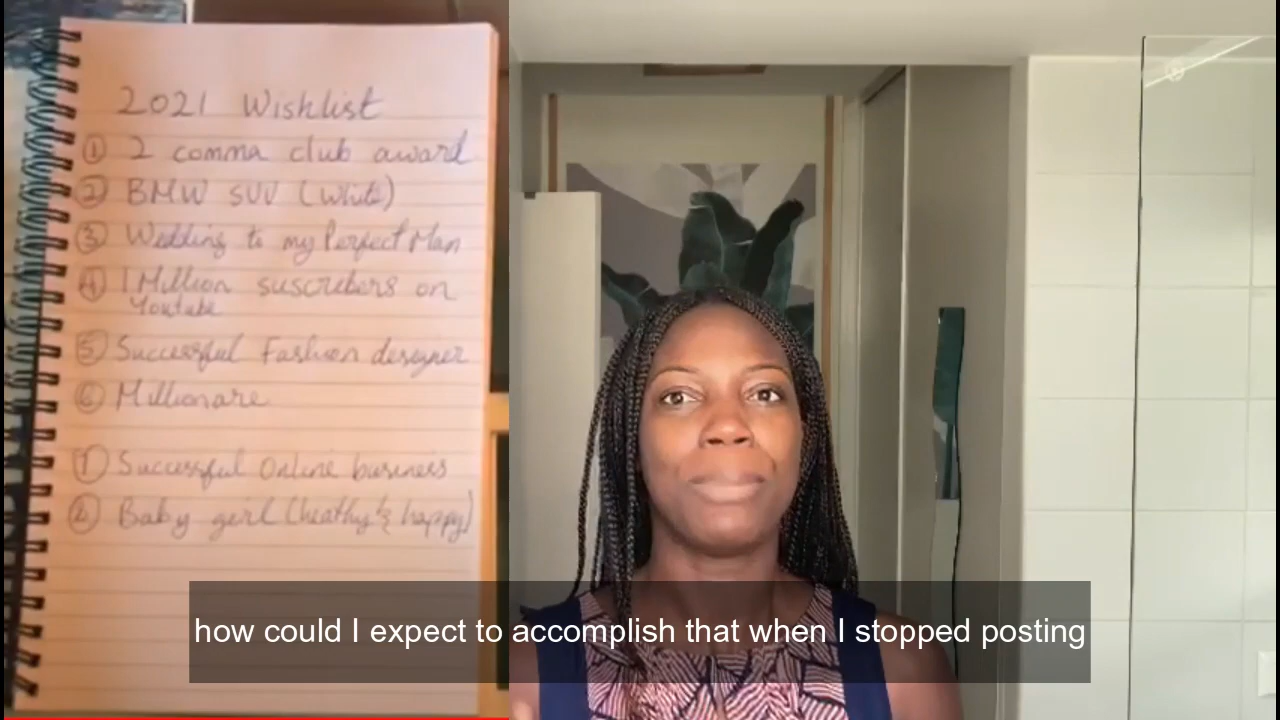 2021 Wishlist
① 2 comma club award
② BMW SUV (White)
③ Wedding to my Perfect Man
④ 1 Million suscribers on
Youtube
⑤ Successful Fashion designer
⑥ Millionare
⑦ Successful Online business
⑧ Baby girl (heathy & happy)
how could I expect to accomplish that when I stopped posting